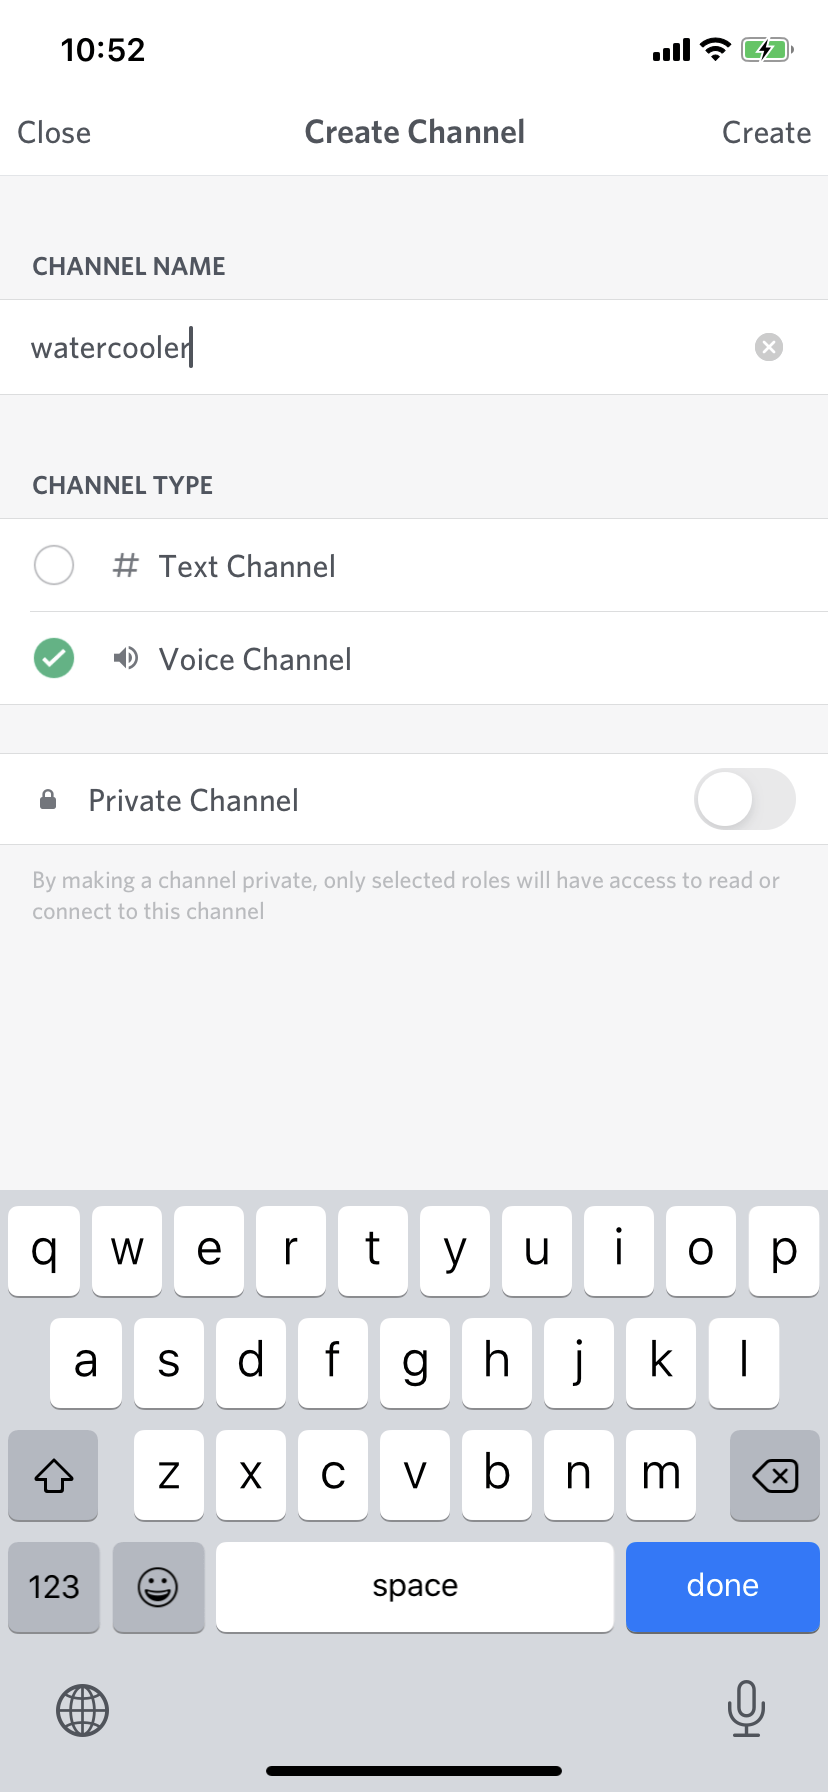 10:52
Close Create Channel Create
CHANNEL NAME
watercooler
CHANNEL TYPE
# Text Channel
Voice Channel
Private Channel
By making a channel private, only selected roles will have access to read or
connect to this channel
q w e r t y u i o p
a s d f g h j k l
z x c v b n m
123 space done